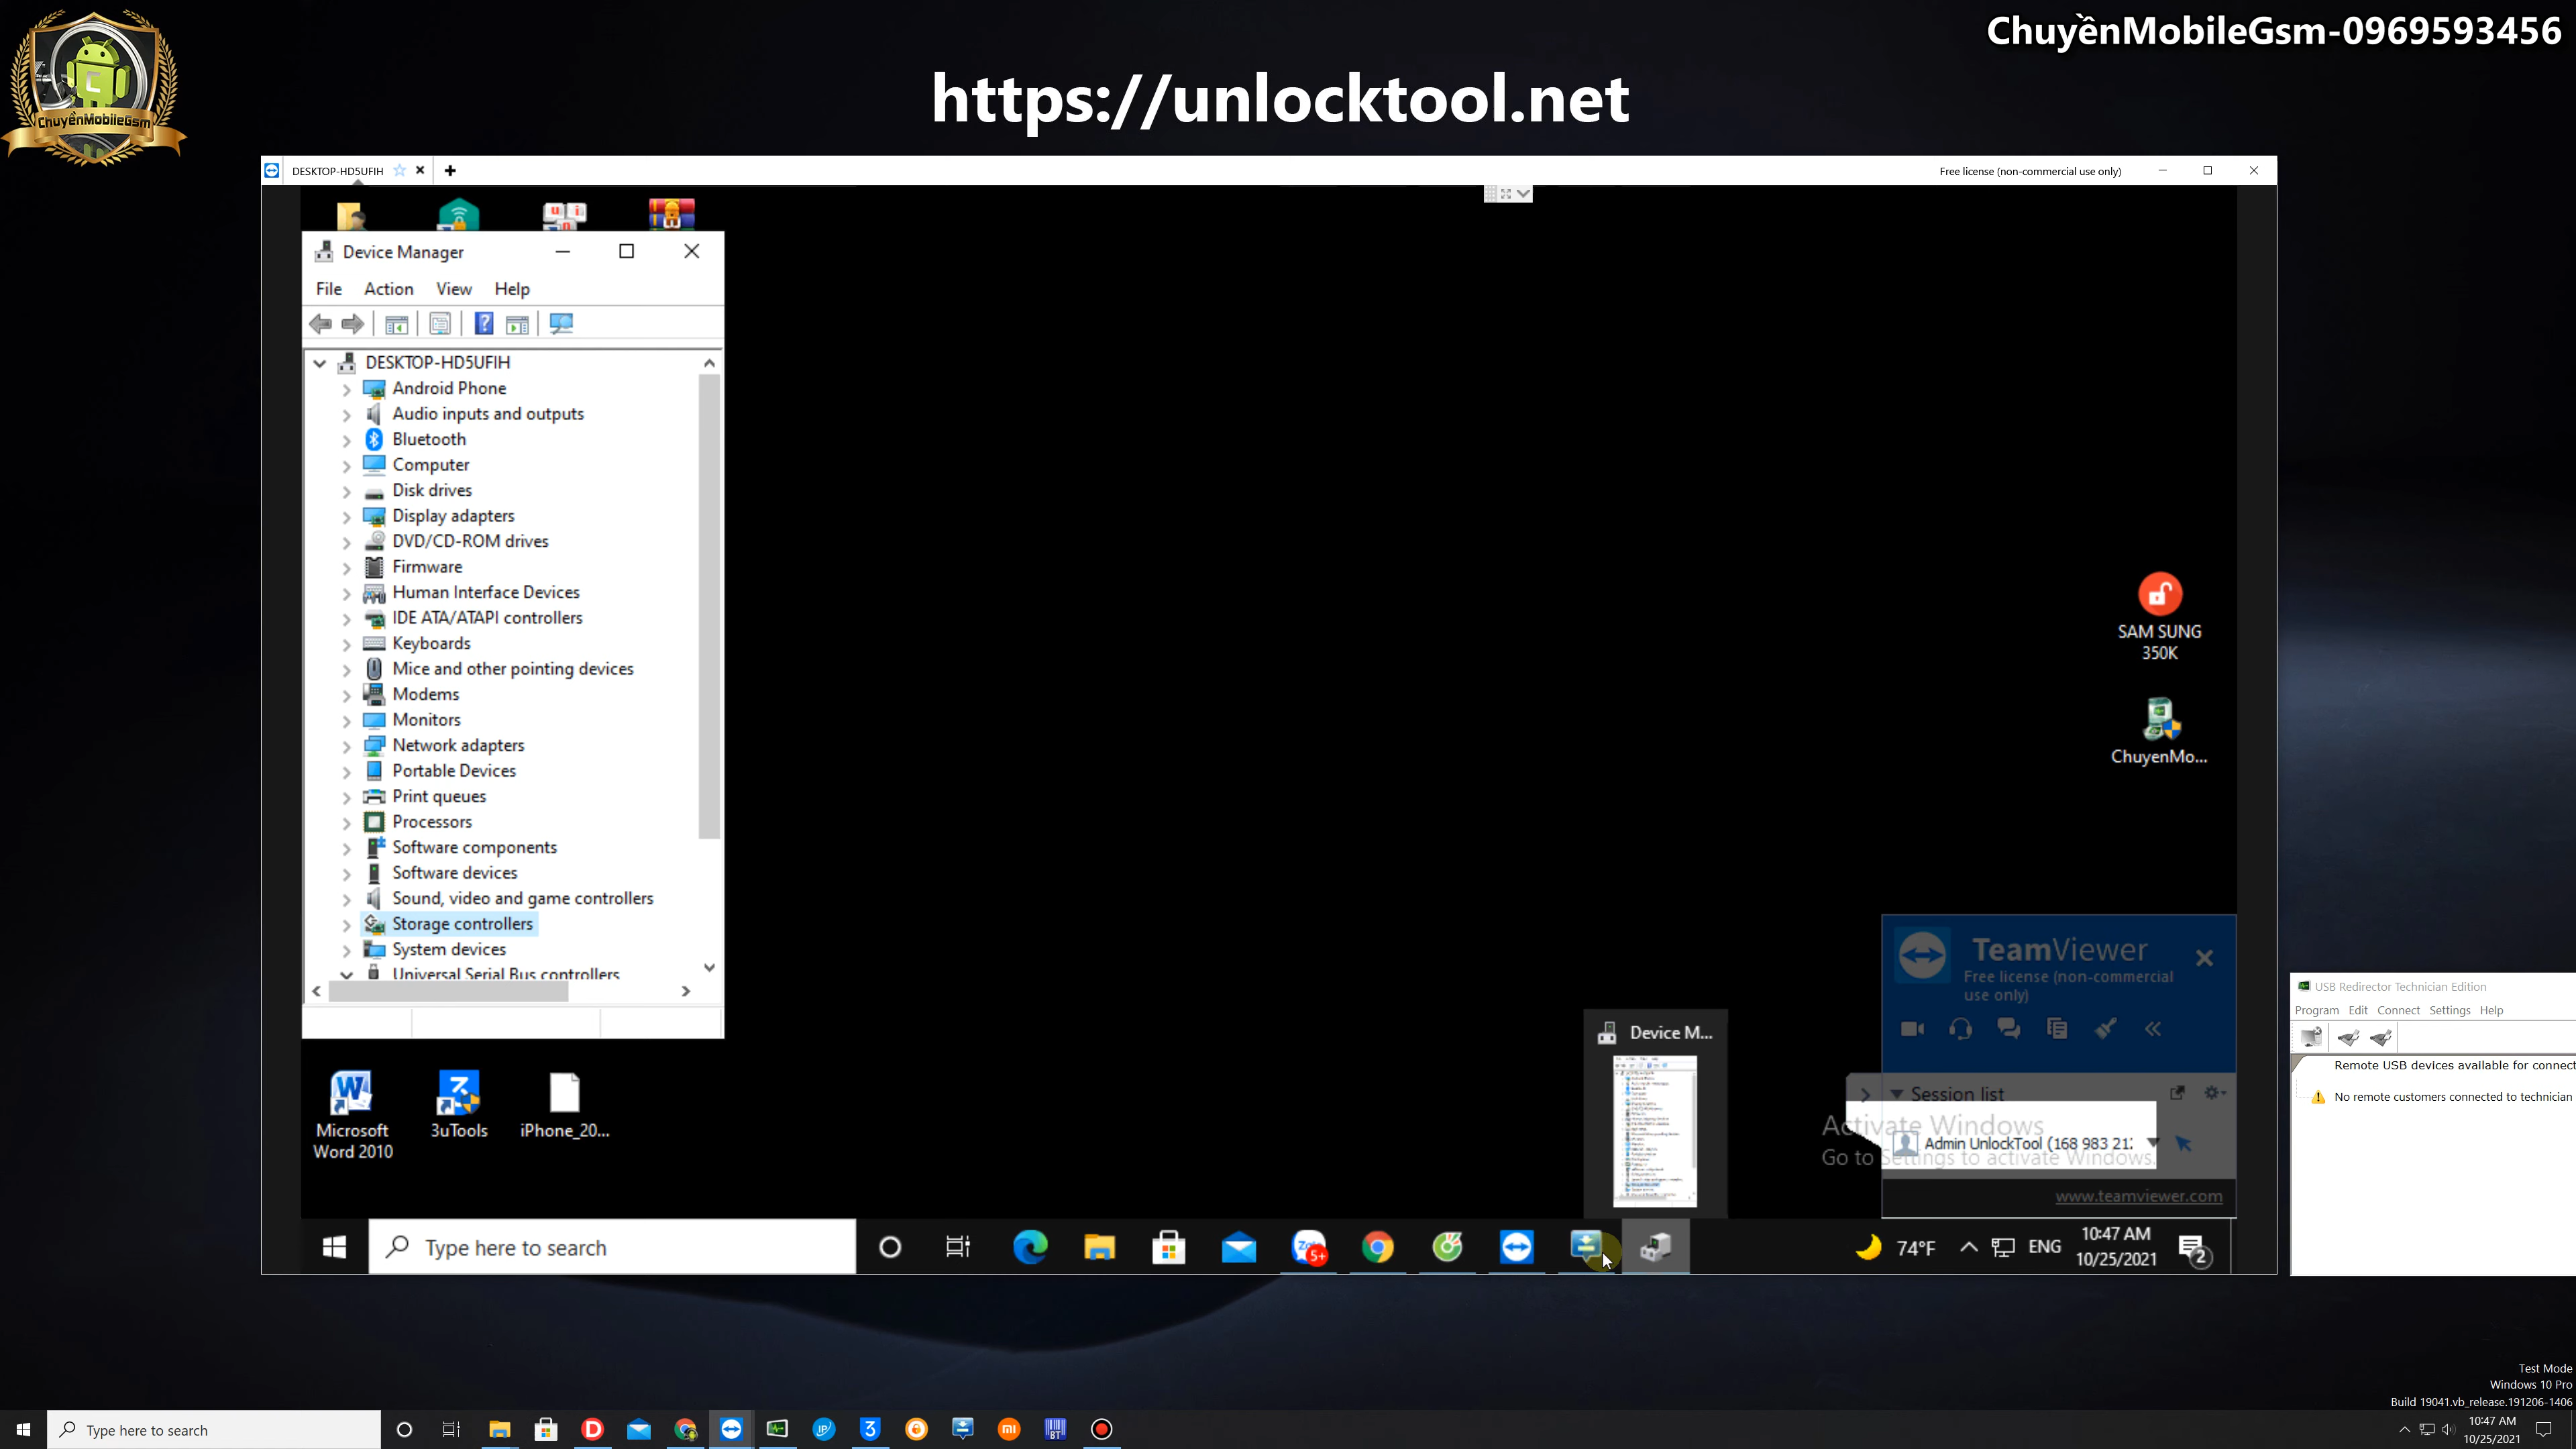 ChuyềnMobileGsm
ChuyềnMobileGsm-0969593456
https://unlocktool.net
DESKTOP-HD5UFIH
Free license (non-commercial use only)
Device Manager
File Action View Help
DESKTOP-HD5UFIH
Android Phone
Audio inputs and outputs
Bluetooth
Computer
Disk drives
Display adapters
DVD/CD-ROM drives
Firmware
Human Interface Devices
IDE ATA/ATAPI controllers
Keyboards
Mice and other pointing devices
Modems
Monitors
Network adapters
Portable Devices
Print queues
Processors
Software components
Software devices
Sound, video and game controllers
Storage controllers
System devices
Universal Serial Bus controllers
SAM SUNG
350K
ChuyenMo...
Microsoft
Word 2010
3uTools
iPhone_20...
Device M...
TeamViewer
Free license (non-commercial
use only)
Session list
Activate Windows
Admin UnlockTool (168 983 212
Go to Settings to activate Windows.
www.teamviewer.com
Type here to search
5+
74°F
ENG
10:47 AM
10/25/2021
2
USB Redirector Technician Edition
Program Edit Connect Settings Help
Remote USB devices available for connect
No remote customers connected to technician
Test Mode
Windows 10 Pro
Build 19041.vb_release.191206-1406
Type here to search
10:47 AM
10/25/2021